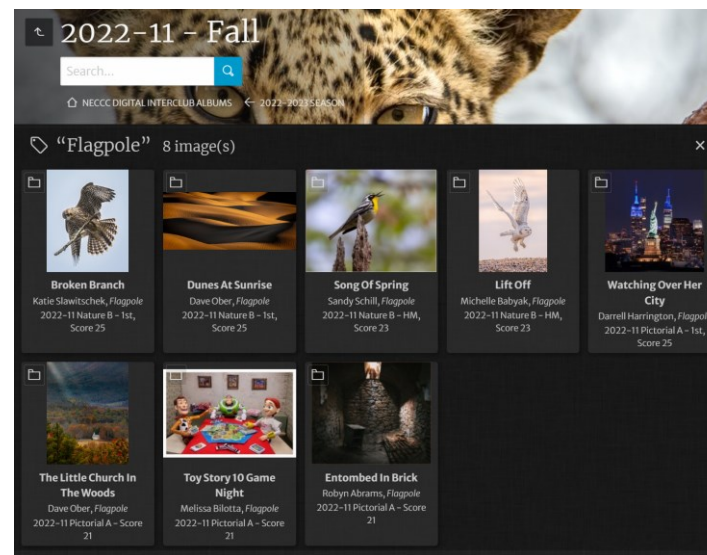 2022-11 - Fall
Search...
NECCC DIGITAL INTERCLUB ALBUMS 2022-2023 SEASON
"Flagpole" 8 image(s)
Broken Branch
Katie Slawitschek, Flagpole
2022-11 Nature B - 1st,
Score 25
Dunes At Sunrise
Dave Ober, Flagpole
2022-11 Nature B - 1st,
Score 25
Song Of Spring
Sandy Schill, Flagpole
2022-11 Nature B - HM,
Score 23
Lift Off
Michelle Babyak, Flagpole
2022-11 Nature B - HM,
Score 23
Watching Over Her
City
Darrell Harrington, Flagpol
2022-11 Pictorial A - 1st,
Score 25
The Little Church In
The Woods
Dave Ober, Flagpole
2022-11 Pictorial A - Score
21
Toy Story 10 Game
Night
Melissa Bilotta, Flagpole
2022-11 Pictorial A - Score
21
Entombed In Brick
Robyn Abrams, Flagpole
2022-11 Pictorial A - Score
21